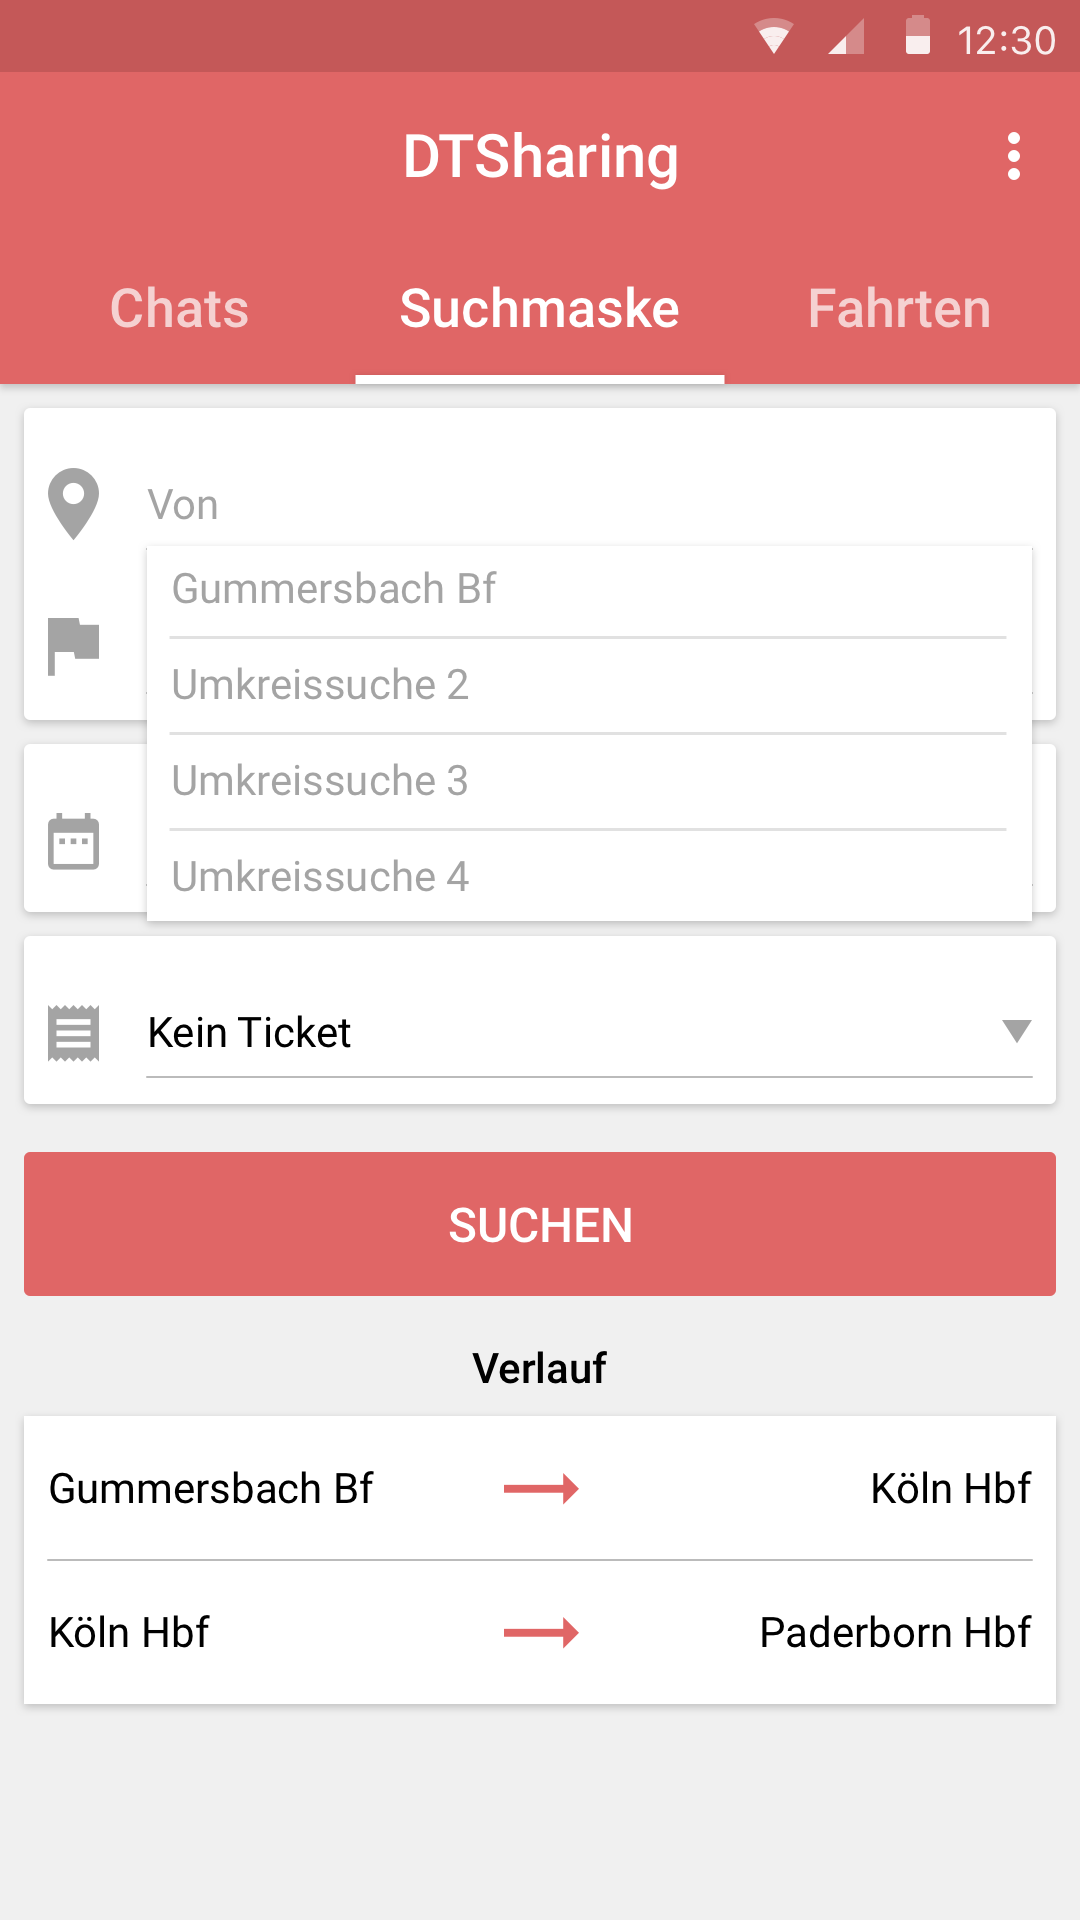 12:30
DTSharing
Chats Suchmaske Fahrten
Von
Gummersbach Bf
Umkreissuche 2
Umkreissuche 3
Umkreissuche 4
Kein Ticket
SUCHEN
Verlauf
Gummersbach Bf Köln Hbf
Köln Hbf Paderborn Hbf